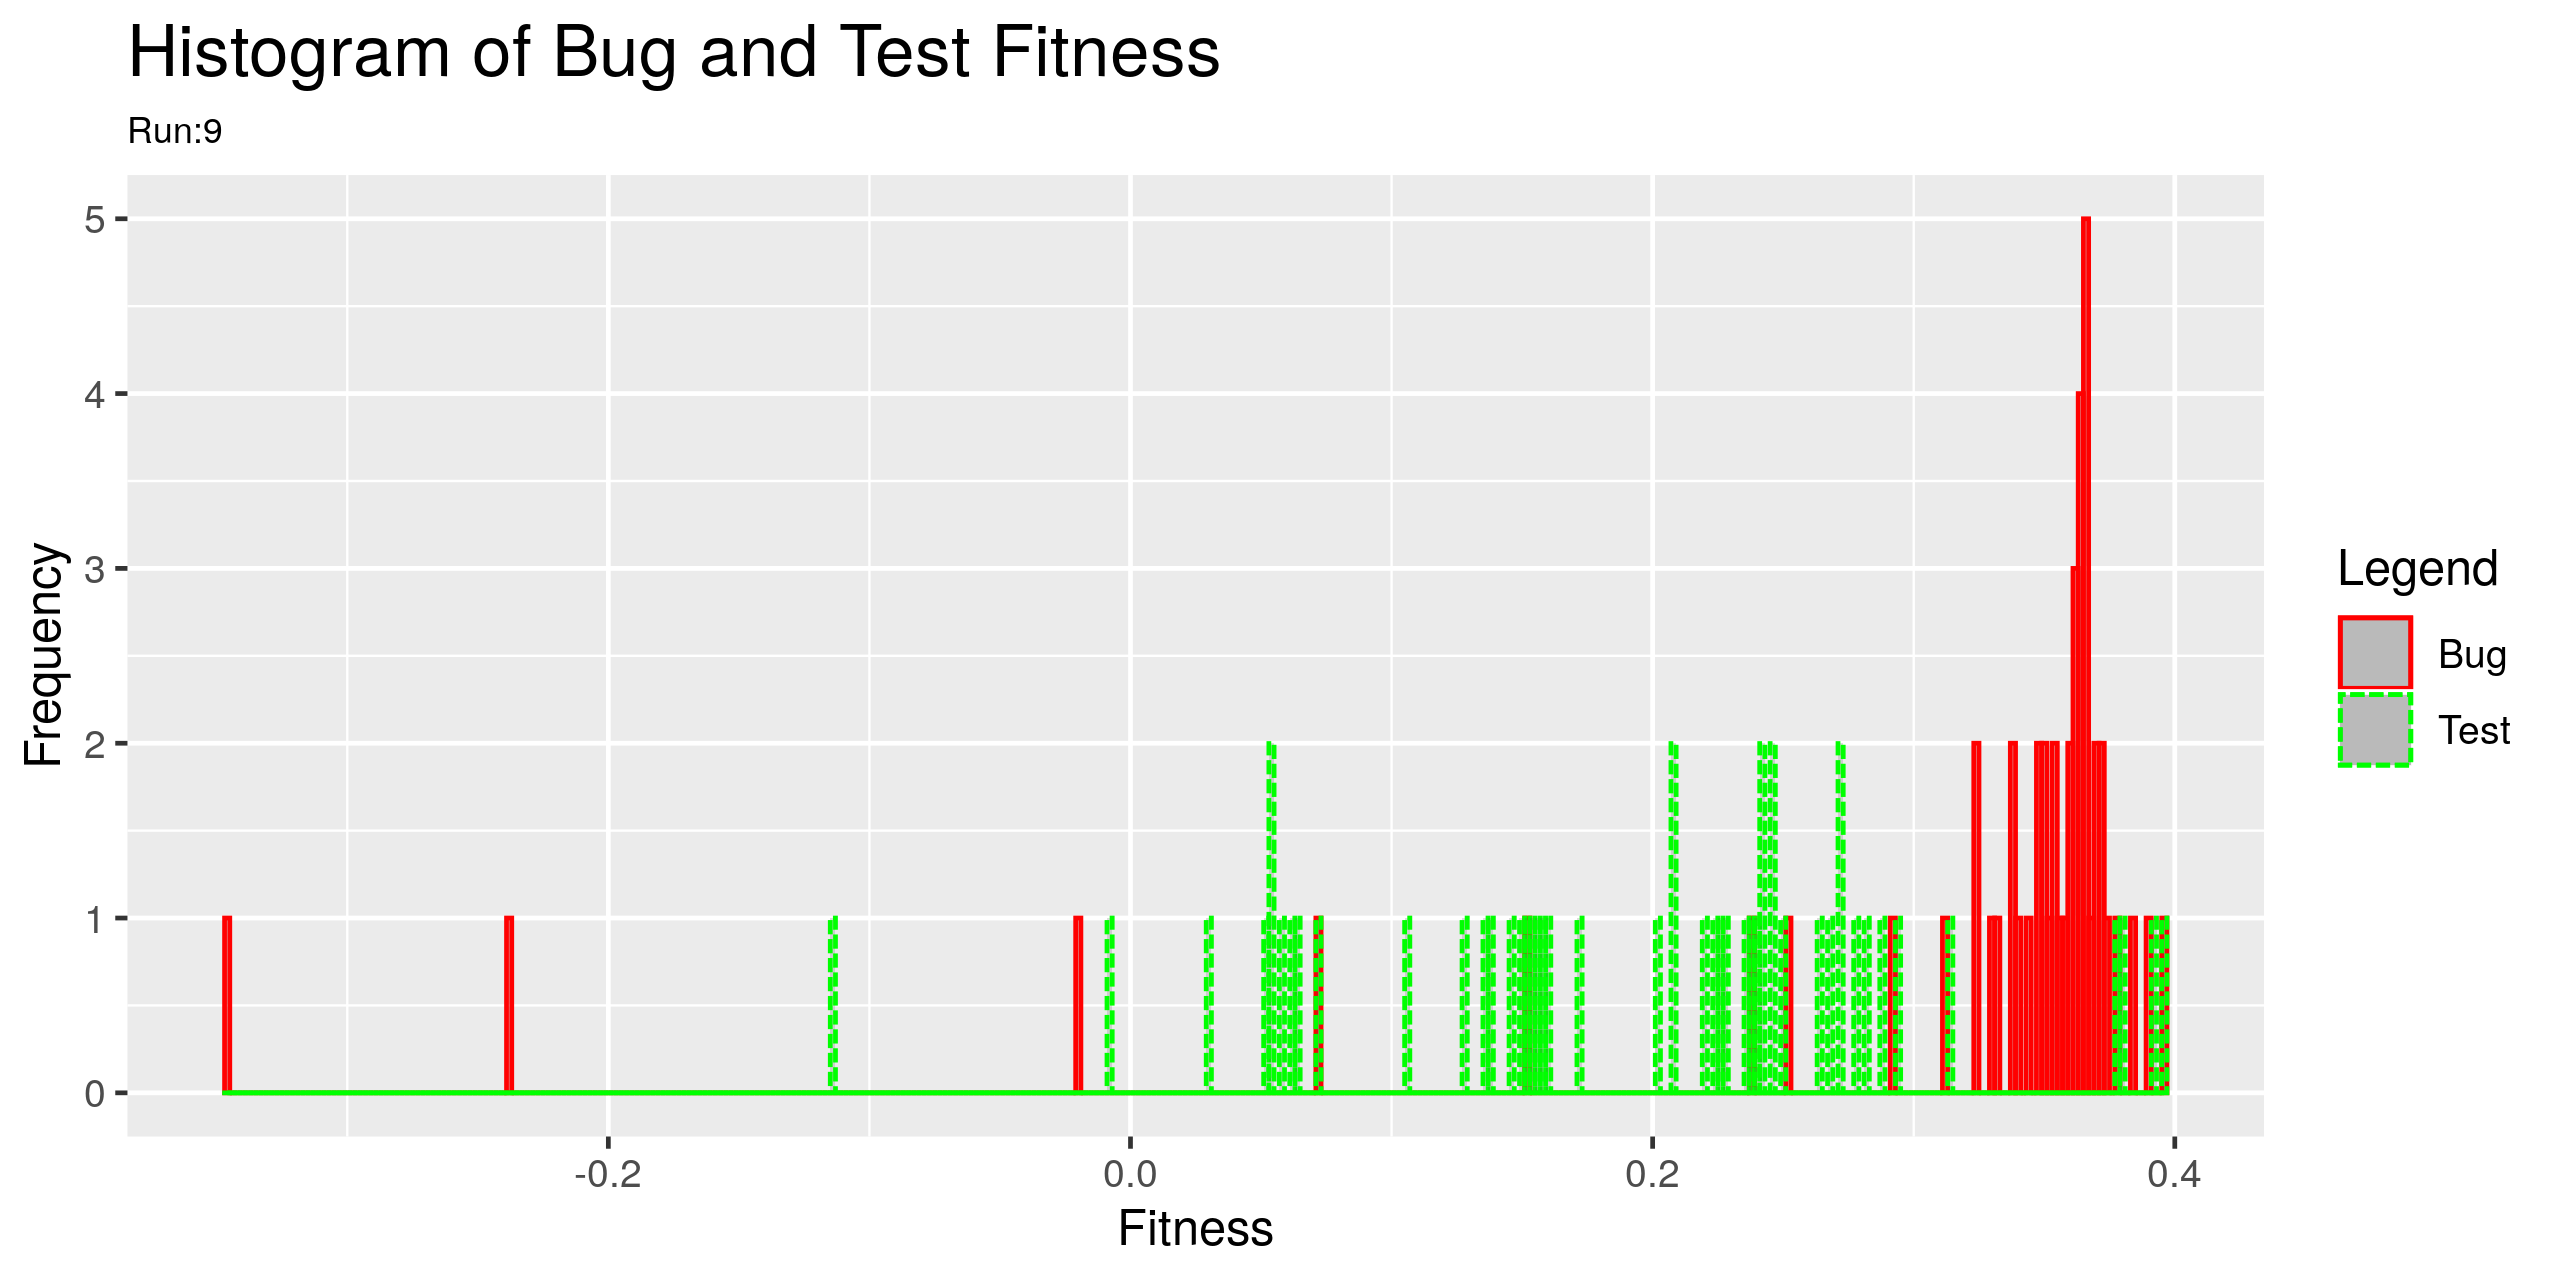 Histogram of Bug and Test Fitness
Run:9
Frequency
5
4
3
2
1
0
-0.2 0.0 0.2 0.4
Fitness
Legend
Bug
Test